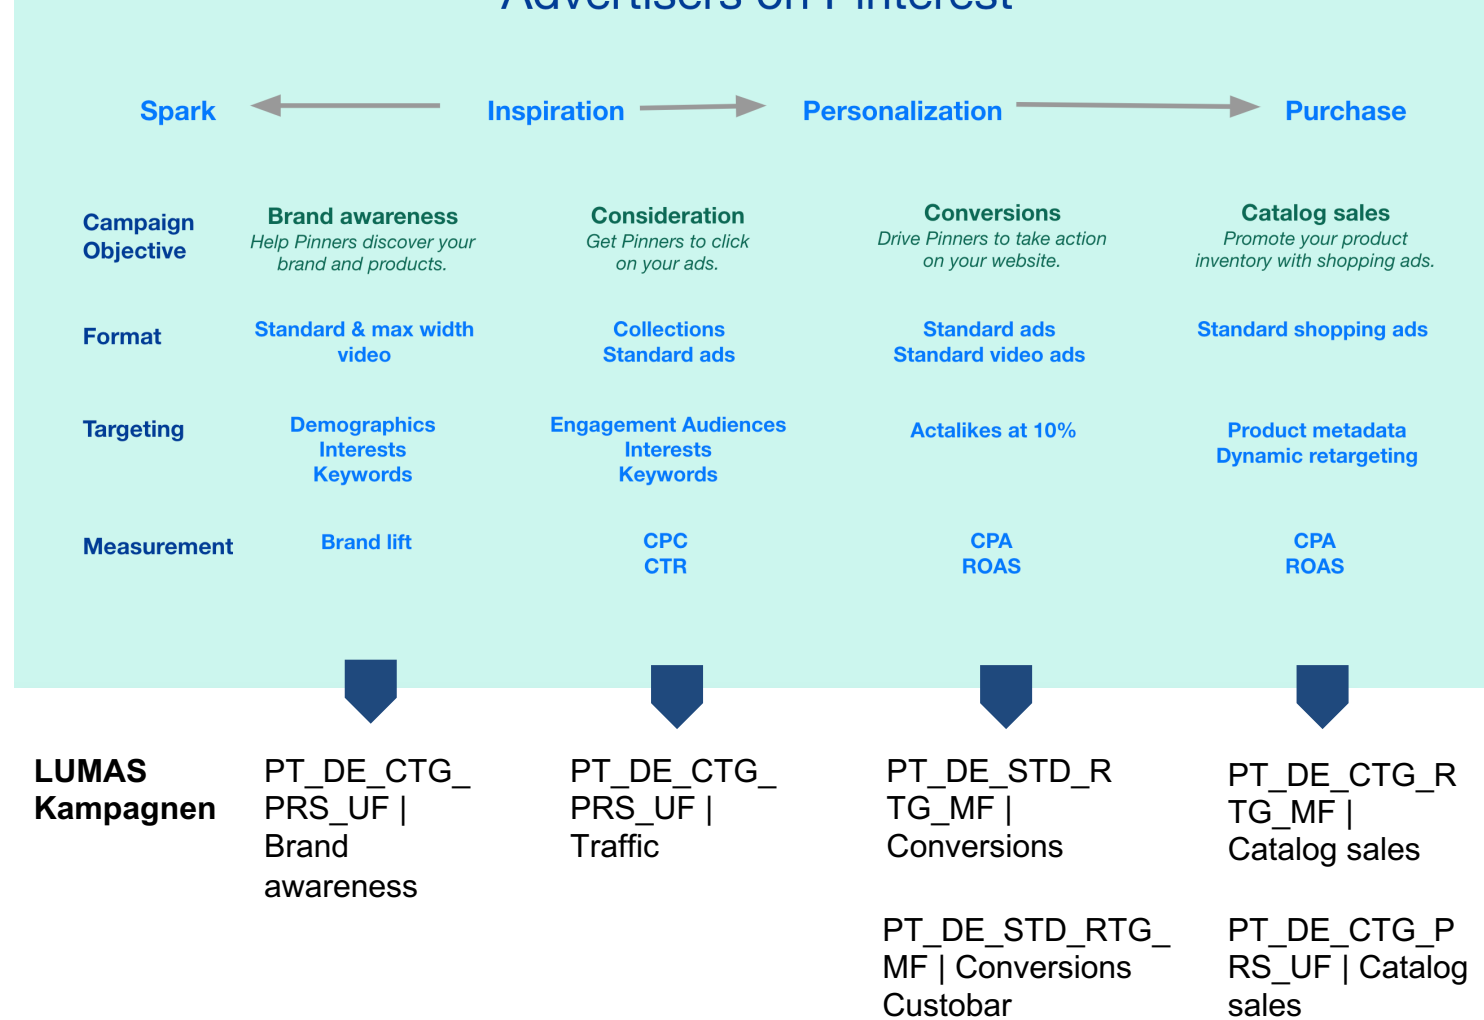 Advertisers on Pinterest
Spark
Inspiration
Personalization
Purchase
Campaign
Objective
Brand awareness
Help Pinners discover your
brand and products.
Consideration
Get Pinners to click
on your ads.
Conversions
Drive Pinners to take action
on your website.
Catalog sales
Promote your product
inventory with shopping ads.
Format
Standard & max width
video
Collections
Standard ads
Standard ads
Standard video ads
Standard shopping ads
Targeting
Demographics
Interests
Keywords
Engagement Audiences
Interests
Keywords
Actalikes at 10%
Product metadata
Dynamic retargeting
Measurement
Brand lift
CPC
CTR
CPA
ROAS
CPA
ROAS
LUMAS
Kampagnen
PT_DE_CTG_
PRS_UF |
Brand
awareness
PT_DE_CTG_
PRS_UF |
Traffic
PT_DE_STD_R
TG_MF |
Conversions
PT_DE_STD_RTG_
MF | Conversions
Custobar
PT_DE_CTG_R
TG_MF |
Catalog sales
PT_DE_CTG_P
RS_UF | Catalog
sales